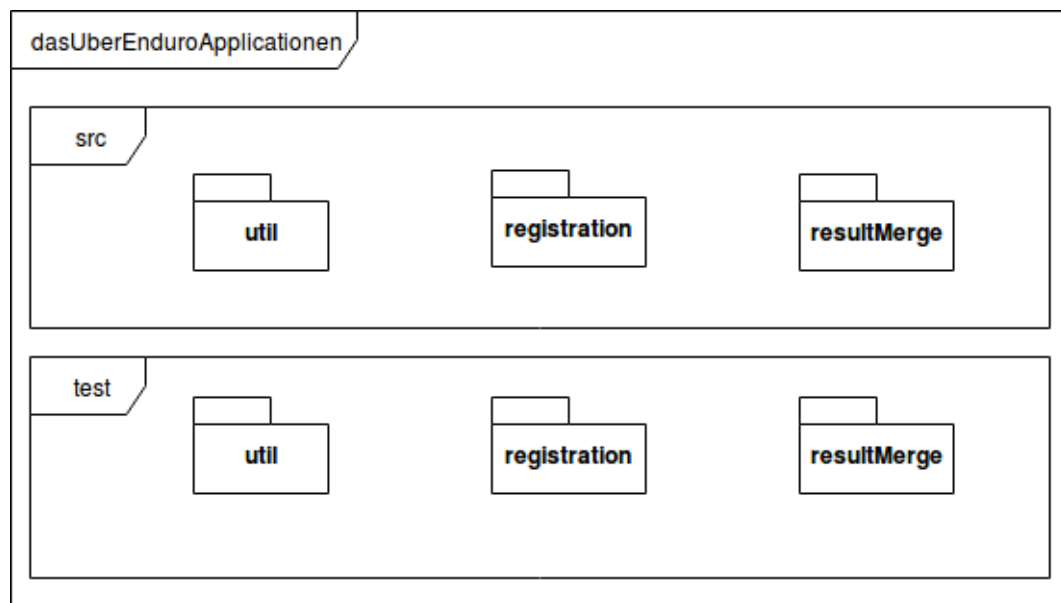 dasUberEnduroApplicationen
src
util
registration
resultMerge
test
util
registration
resultMerge